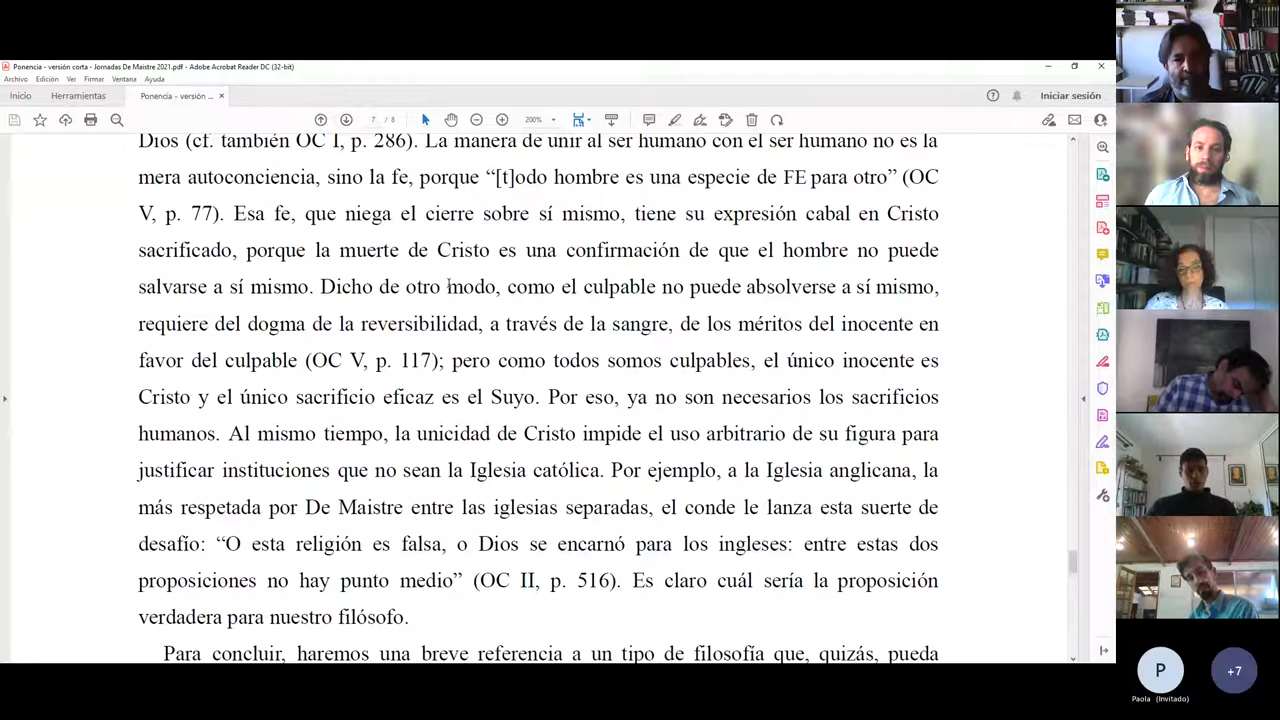 Ponencia - versión corta - Jornadas De Maistre 2021.pdf - Adobe Acrobat Reader DC (32-bit)
Archivo Edición Ver Firmar Ventana Ayuda
Inicio Herramientas Ponencia - versión ... Iniciar sesión
7 / 8 200%
Dios (cf. también OC I, p. 286). La manera de unir al ser humano con el ser humano no es la
mera autoconciencia, sino la fe, porque “[t]odo hombre es una especie de FE para otro” (OC
V, p. 77). Esa fe, que niega el cierre sobre sí mismo, tiene su expresión cabal en Cristo
sacrificado, porque la muerte de Cristo es una confirmación de que el hombre no puede
salvarse a sí mismo. Dicho de otro modo, como el culpable no puede absolverse a sí mismo,
requiere del dogma de la reversibilidad, a través de la sangre, de los méritos del inocente en
favor del culpable (OC V, p. 117); pero como todos somos culpables, el único inocente es
Cristo y el único sacrificio eficaz es el Suyo. Por eso, ya no son necesarios los sacrificios
humanos. Al mismo tiempo, la unicidad de Cristo impide el uso arbitrario de su figura para
justificar instituciones que no sean la Iglesia católica. Por ejemplo, a la Iglesia anglicana, la
más respetada por De Maistre entre las iglesias separadas, el conde le lanza esta suerte de
desafío: “O esta religión es falsa, o Dios se encarnó para los ingleses: entre estas dos
proposiciones no hay punto medio” (OC II, p. 516). Es claro cuál sería la proposición
verdadera para nuestro filósofo.
Para concluir, haremos una breve referencia a un tipo de filosofía que, quizás, pueda
P
+7
Paola (Invitado)